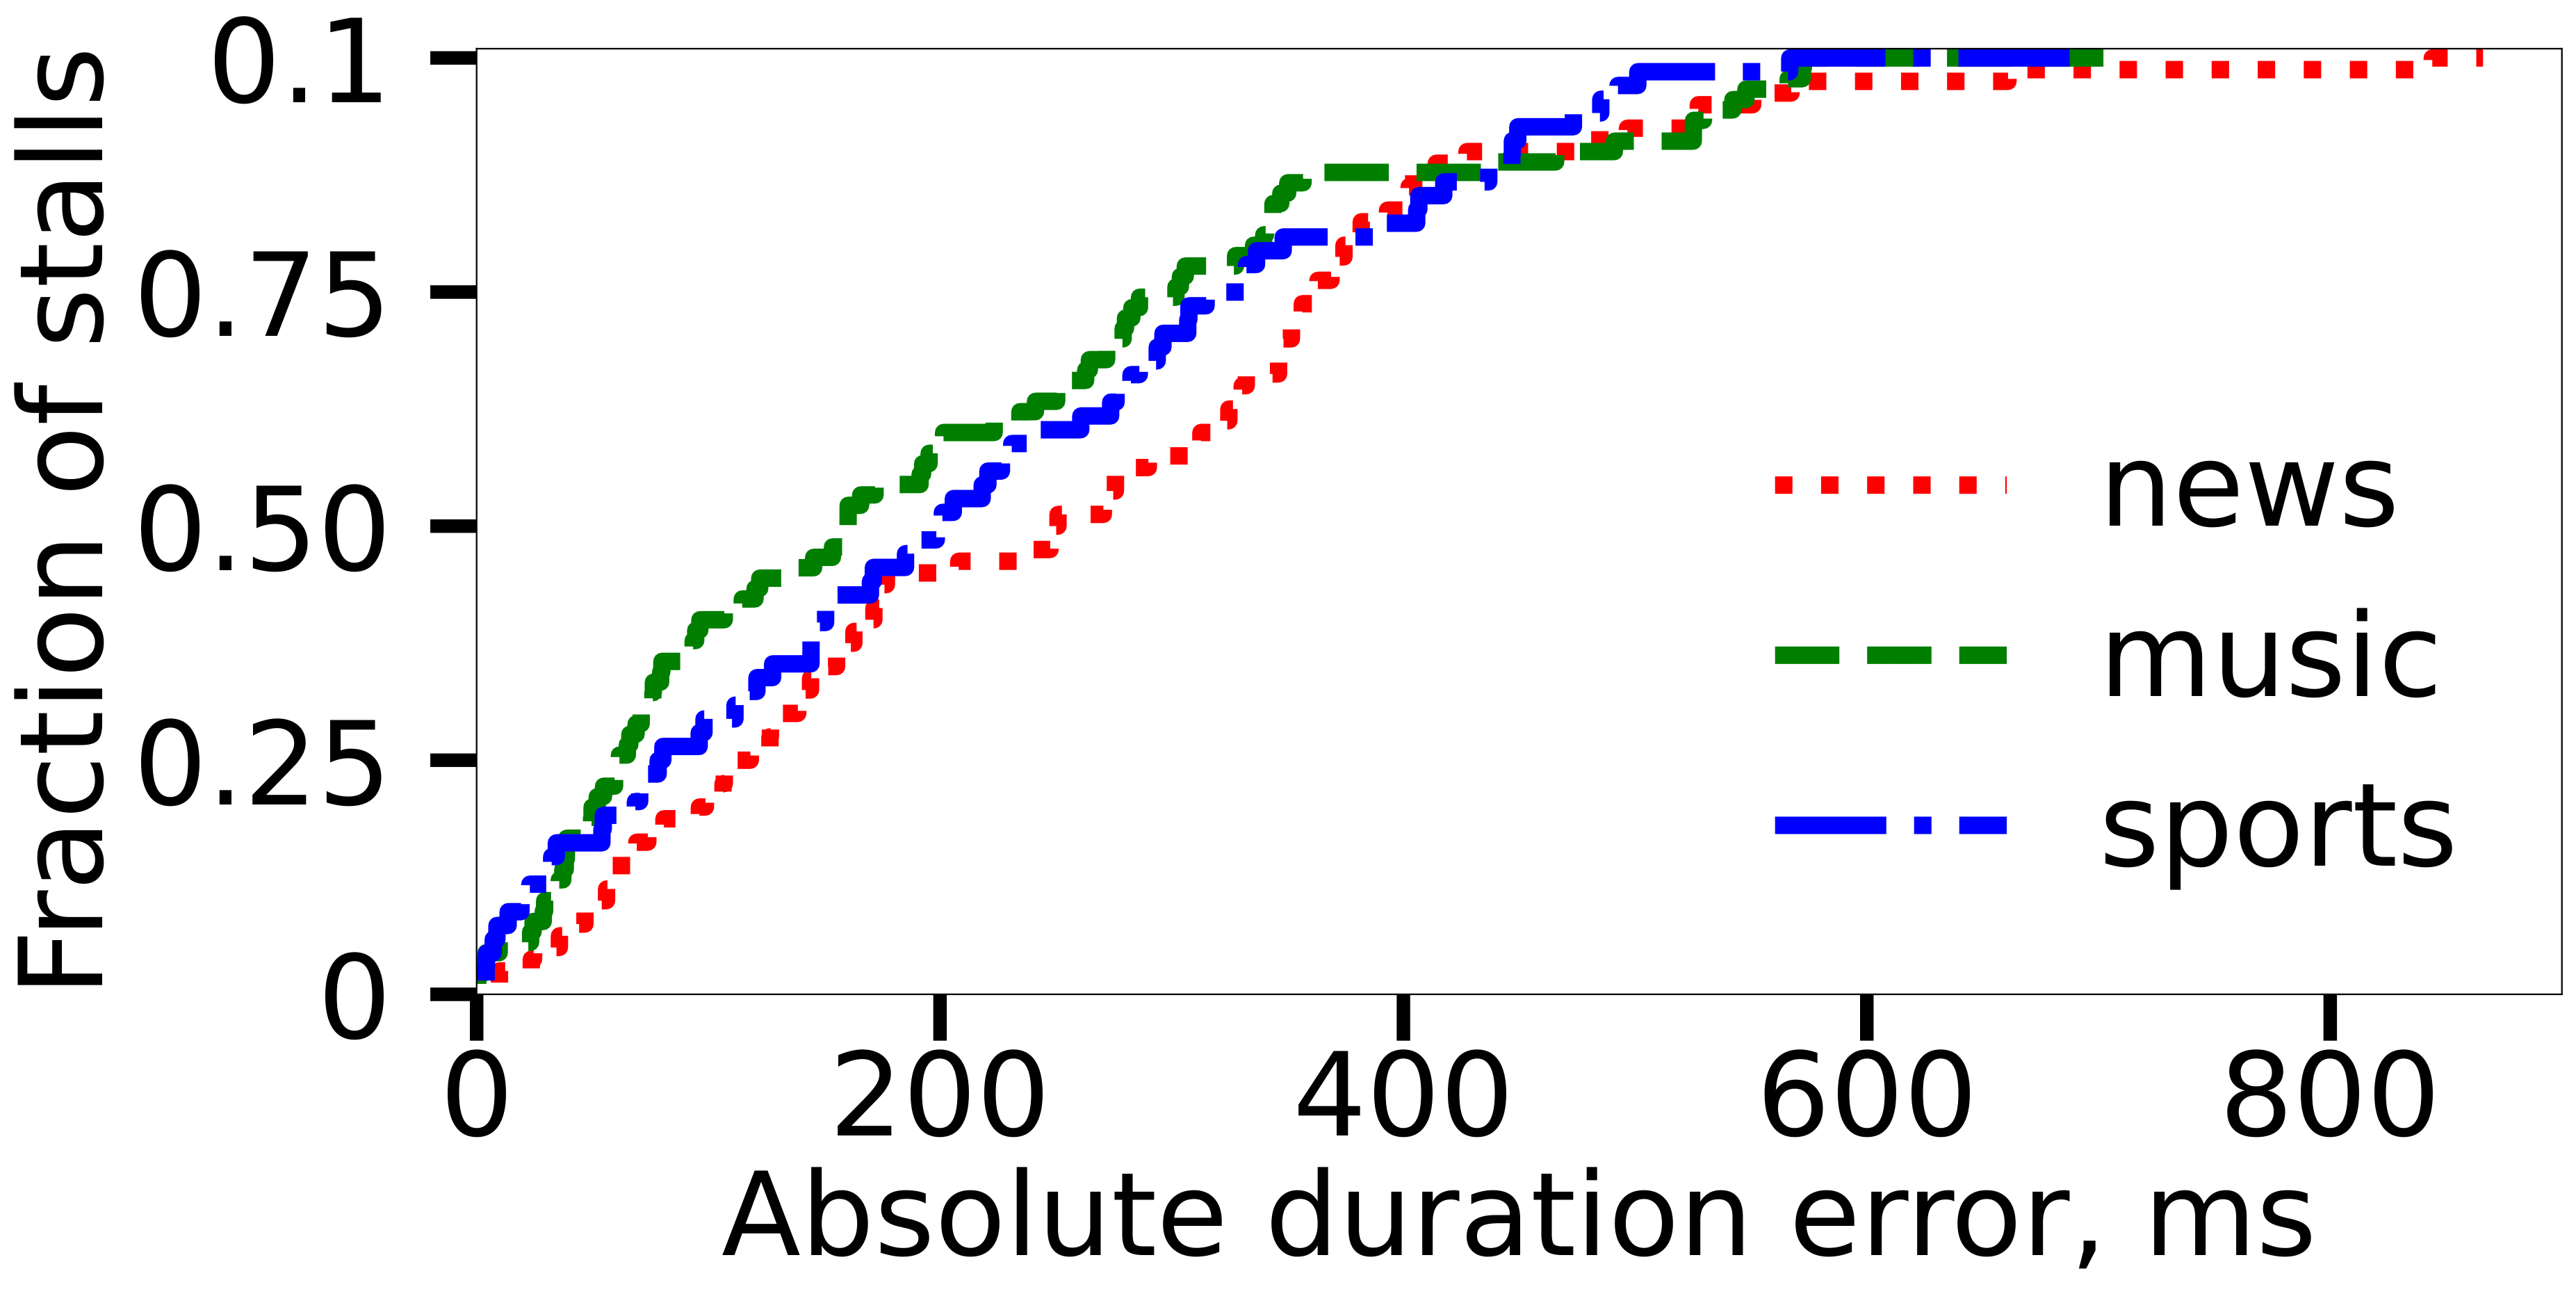 Fraction of stalls
0.1
0.75
0.50
0.25
0
0 200 400 600 800
Absolute duration error, ms
news
music
sports